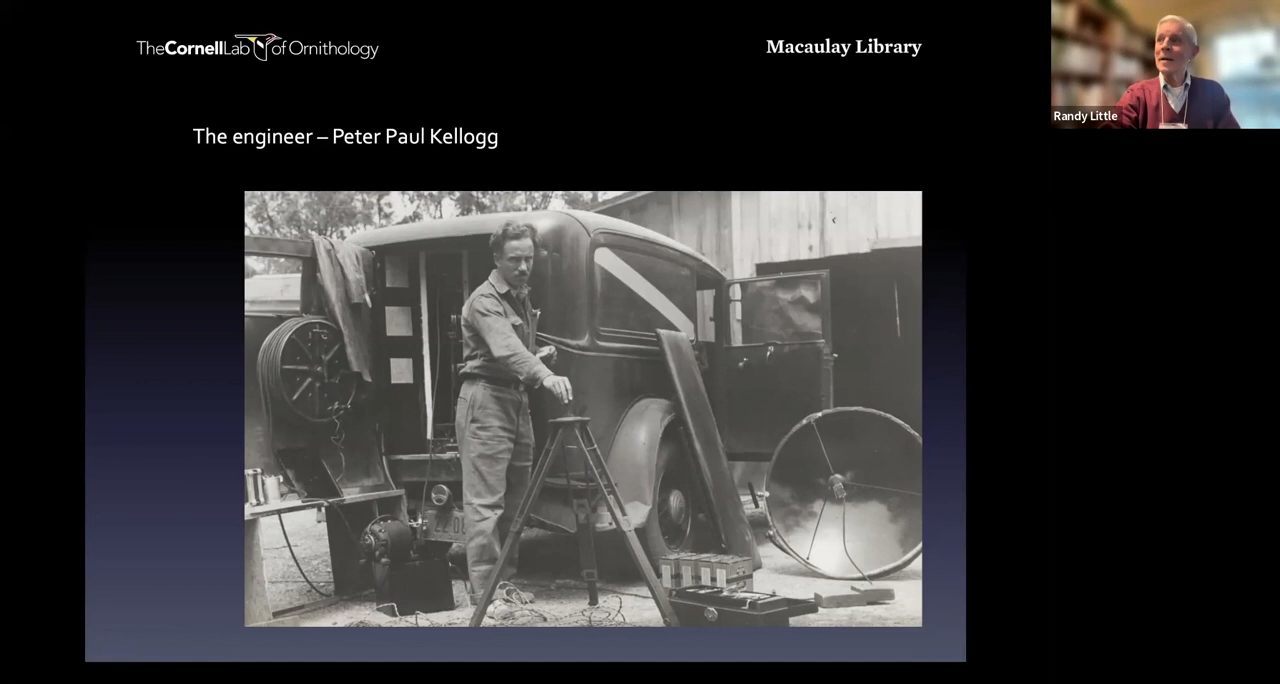 TheCornellLab of Ornithology
Macaulay Library
Randy Little
The engineer – Peter Paul Kellogg